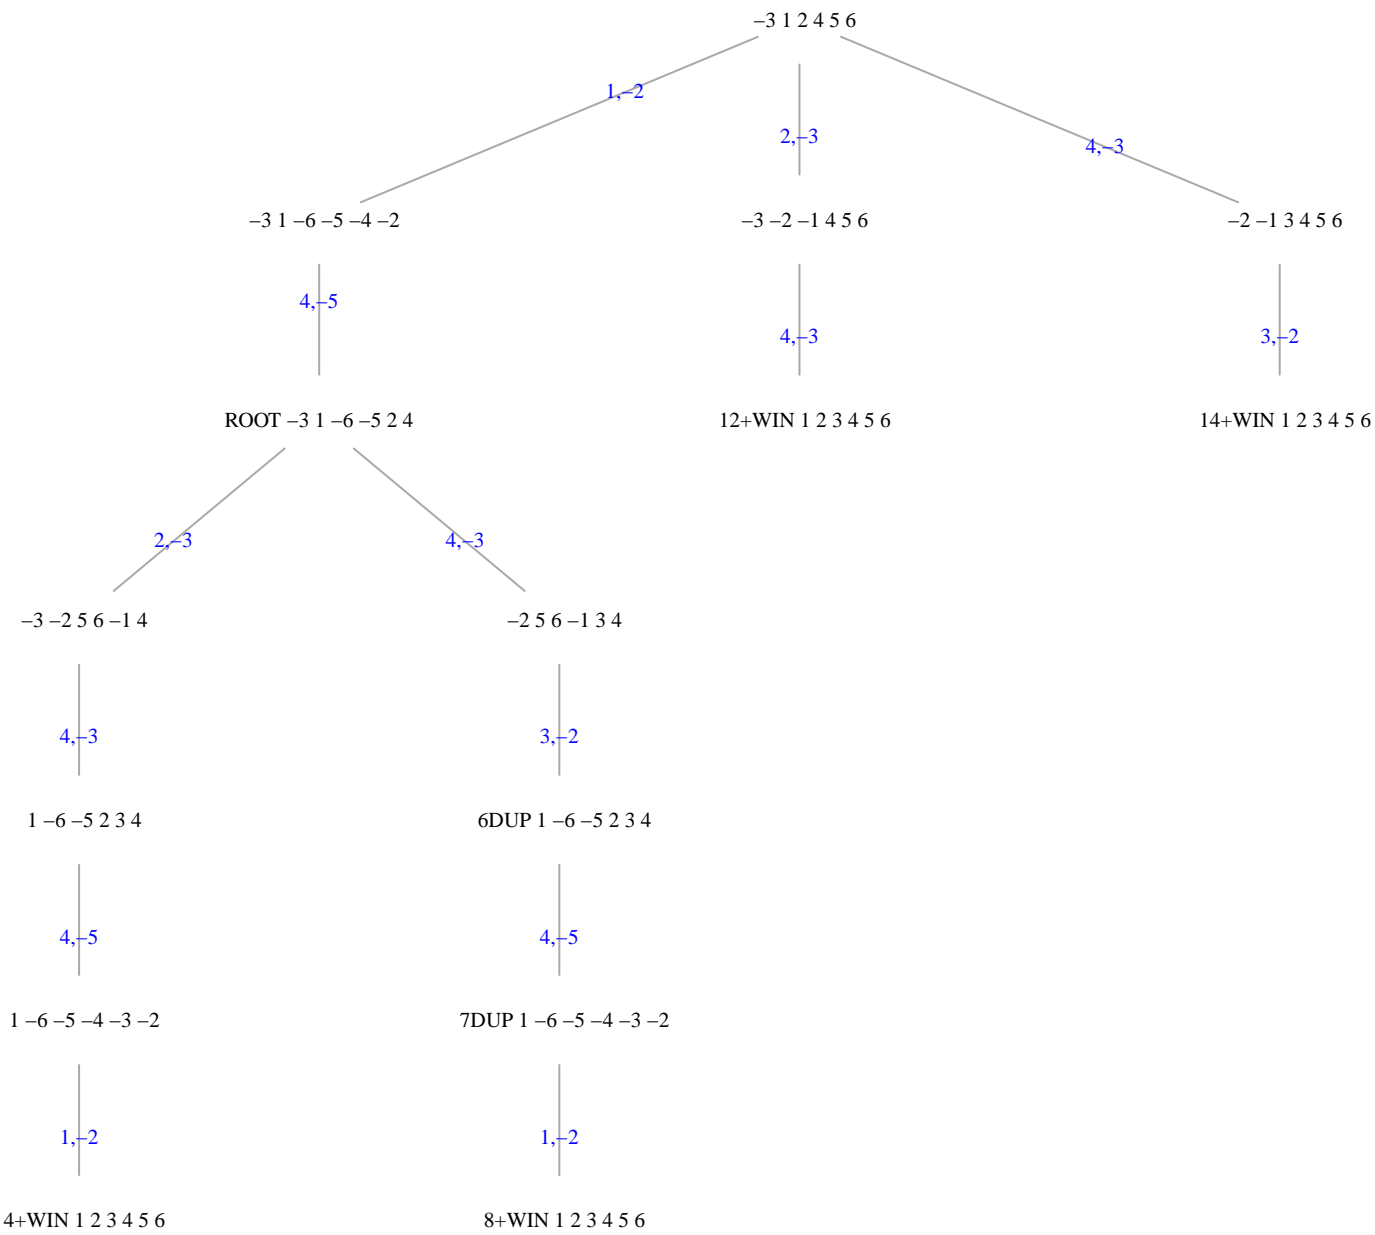 –3 1 2 4 5 6
1,–2
2,–3
4,–3
–3 1 –6 –5 –4 –2
–3 –2 –1 4 5 6
–2 –1 3 4 5 6
4,–5
4,–3
3,–2
ROOT –3 1 –6 –5 2 4
12+WIN 1 2 3 4 5 6
14+WIN 1 2 3 4 5 6
2,–3
4,–3
–3 –2 5 6 –1 4
–2 5 6 –1 3 4
4,–3
3,–2
1 –6 –5 2 3 4
6DUP 1 –6 –5 2 3 4
4,–5
4,–5
1 –6 –5 –4 –3 –2
7DUP 1 –6 –5 –4 –3 –2
1,–2
1,–2
4+WIN 1 2 3 4 5 6
8+WIN 1 2 3 4 5 6